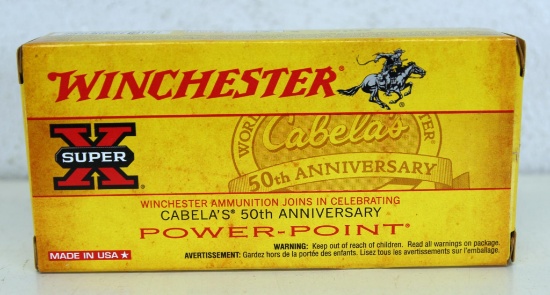 WINCHESTER®
WORLD'S
OUTFITTER
Cabela's
50th ANNIVERSARY
SUPER X®
WINCHESTER AMMUNITION JOINS IN CELEBRATING
CABELA'S® 50th ANNIVERSARY
POWER-POINT®
WARNING: Keep out of reach of children. Read all warnings on package.
MADE IN USA★
AVERTISSEMENT: Gardez hors de la portée des enfants. Lisez tous les avertissements sur l'emballage.